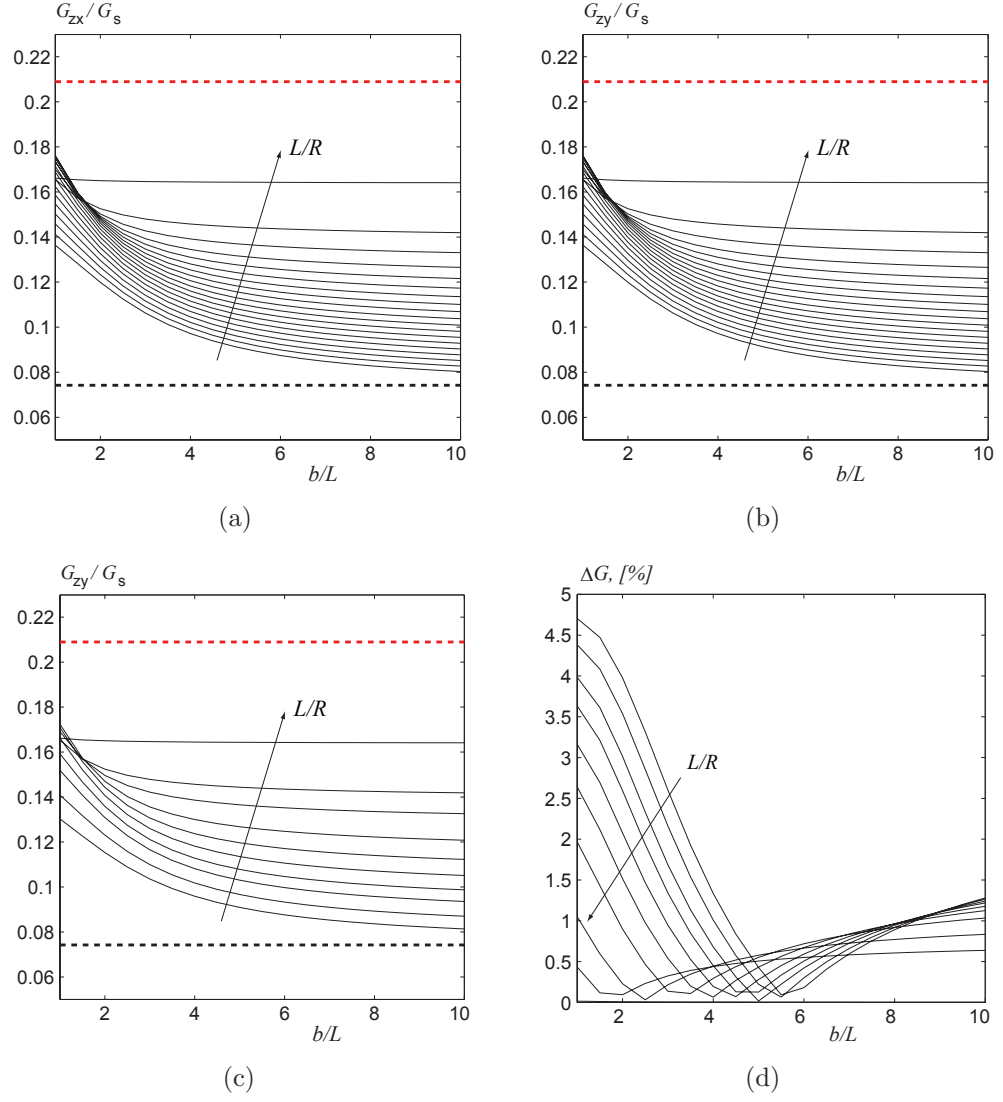 G_zx / G_s
0.22
0.2
0.18
0.16
0.14
0.12
0.1
0.08
0.06
L/R
2 4 6 8 10
b/L
(a)
G_zy / G_s
0.22
0.2
0.18
0.16
0.14
0.12
0.1
0.08
0.06
L/R
2 4 6 8 10
b/L
(b)
G_zy / G_s
0.22
0.2
0.18
0.16
0.14
0.12
0.1
0.08
0.06
L/R
2 4 6 8 10
b/L
(c)
ΔG, [%]
5
4.5
4
3.5
3
2.5
2
1.5
1
0.5
0
L/R
2 4 6 8 10
b/L
(d)